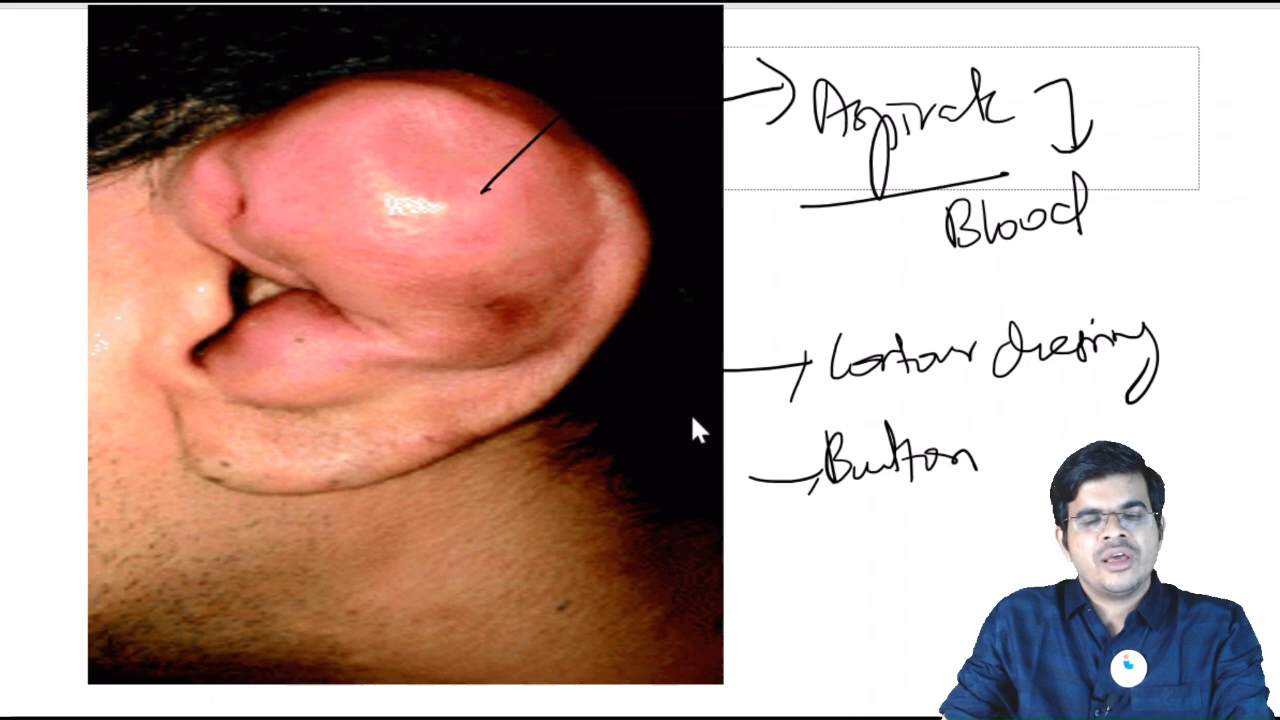 → Aspirate
Blood
→ Contour dressing
→ Button